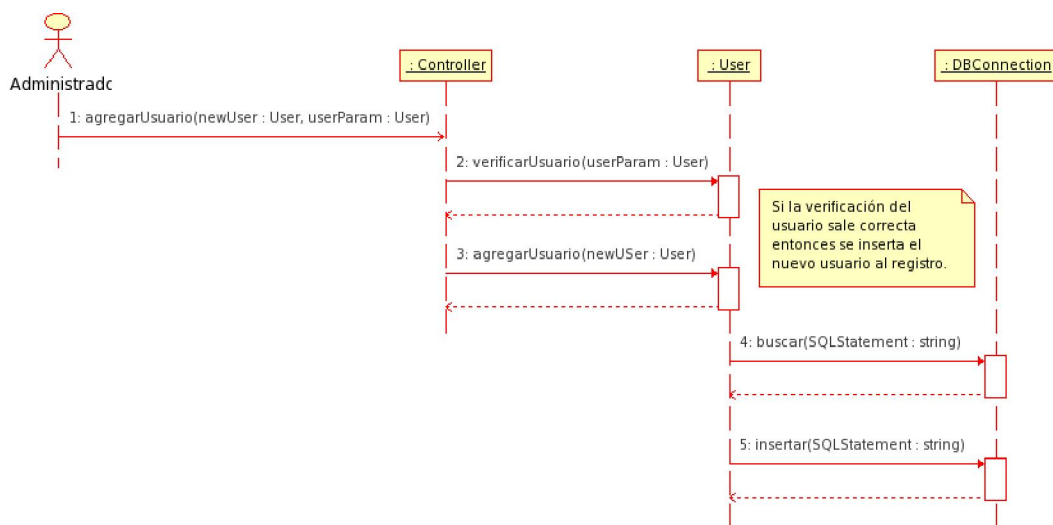 Administrado
: Controller
: User
: DBConnection
1: agregarUsuario(newUser : User, userParam : User)
2: verificarUsuario(userParam : User)
Si la verificación del
usuario sale correcta
entonces se inserta el
nuevo usuario al registro.
3: agregarUsuario(newUSer : User)
4: buscar(SQLStatement : string)
5: insertar(SQLStatement : string)